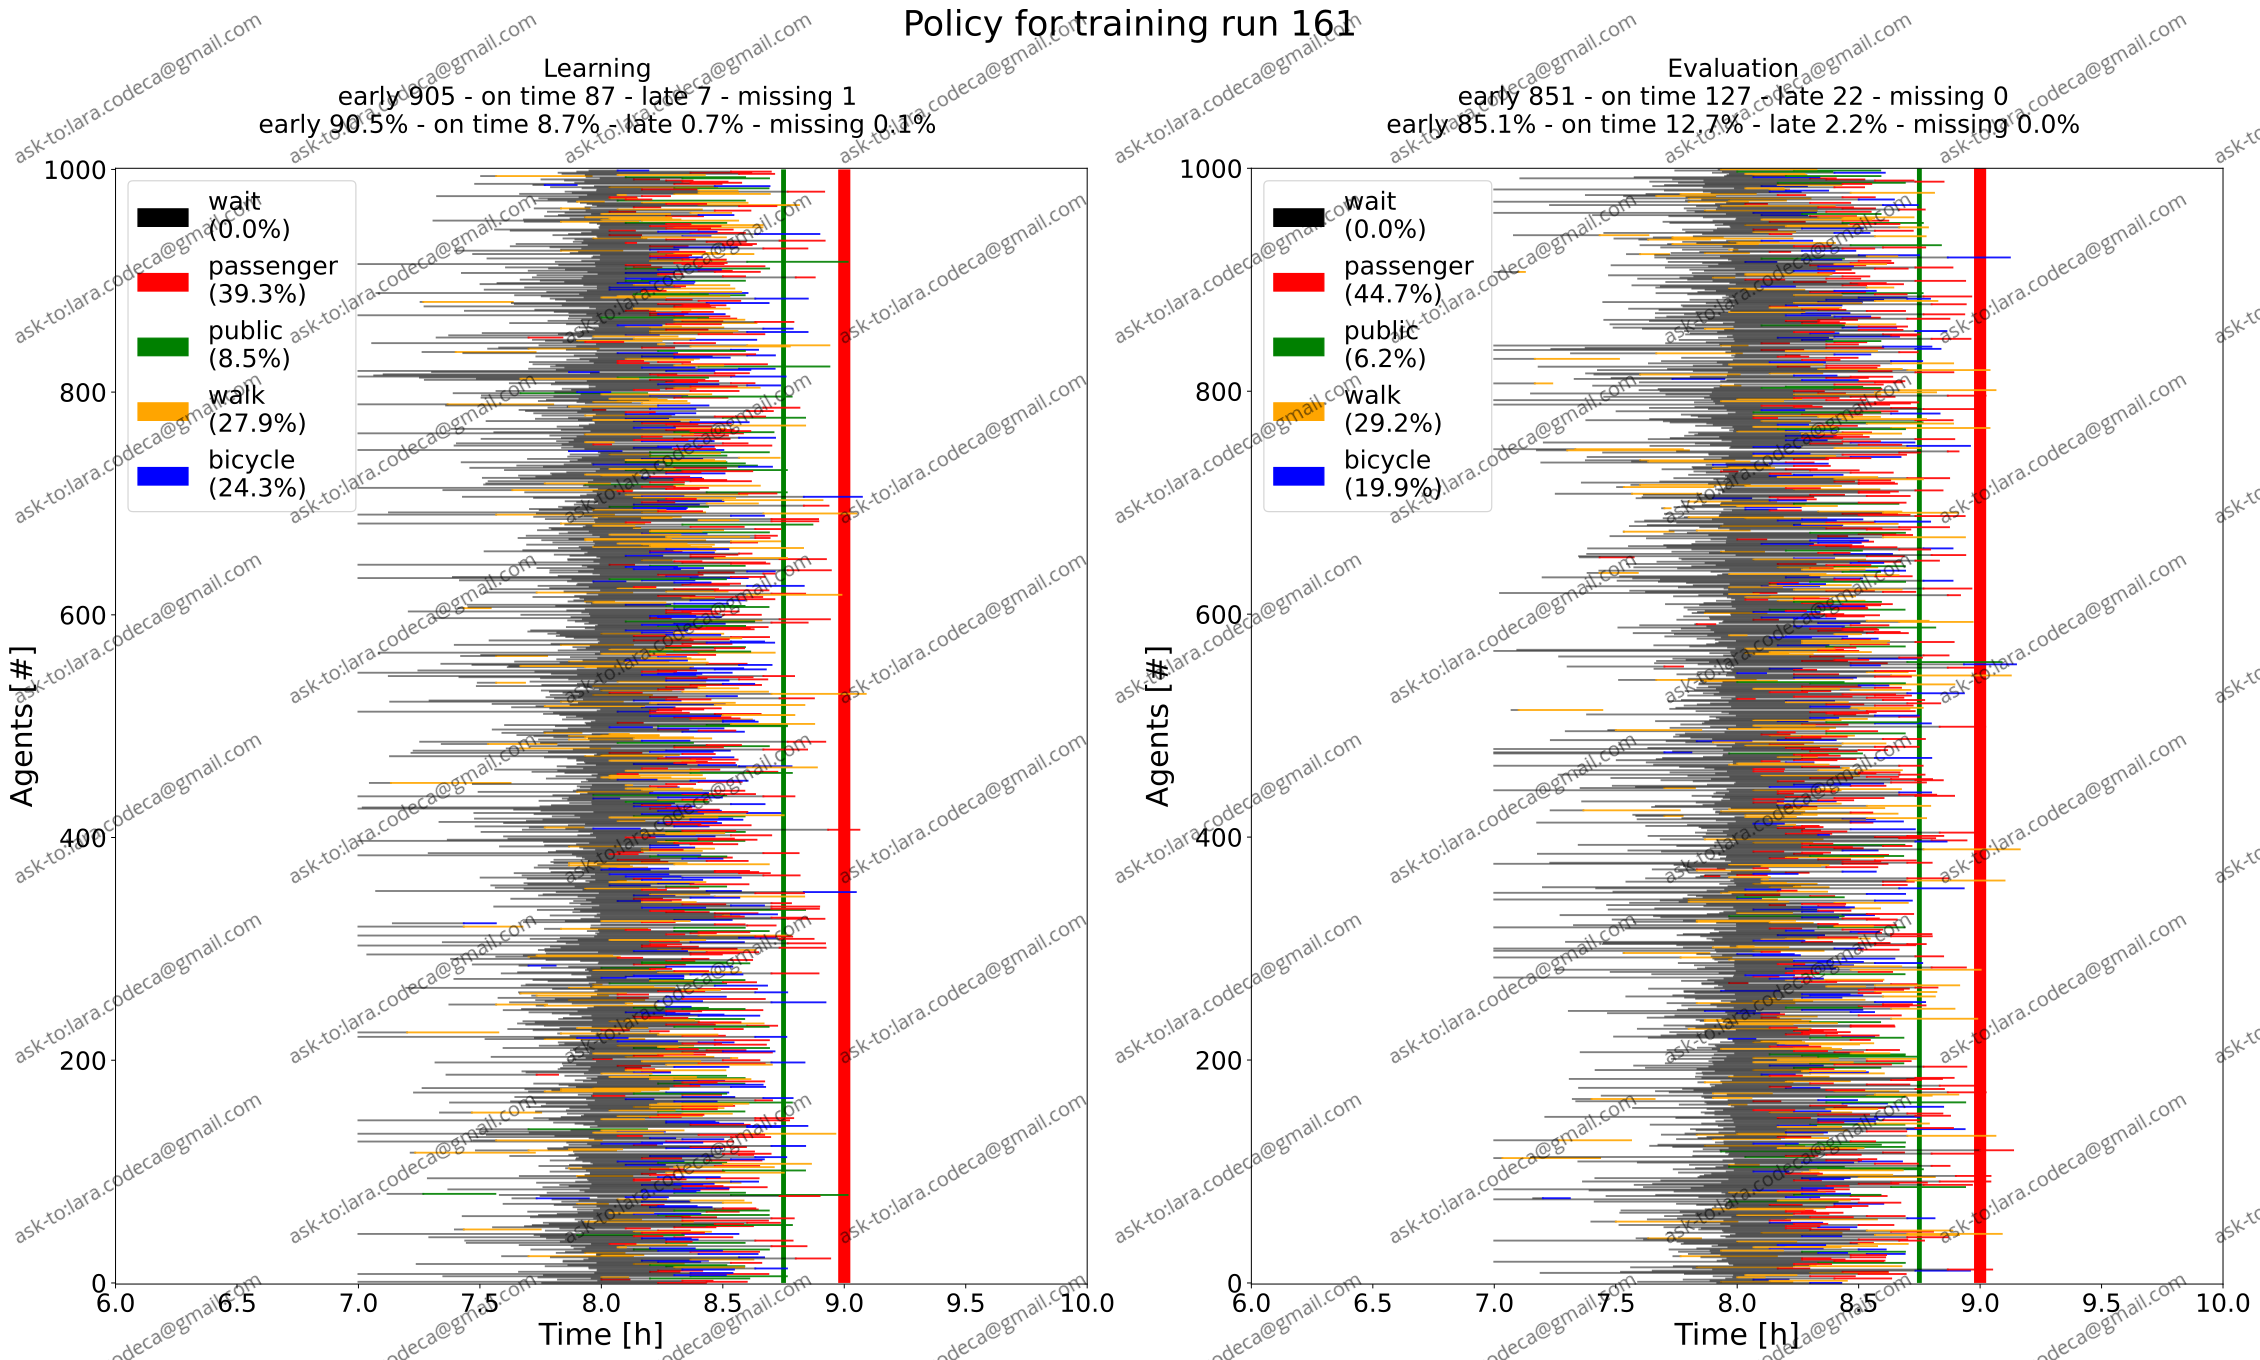 Policy for training run 161
Learning
early 905 - on time 87 - late 7 - missing 1
early 90.5% - on time 8.7% - late 0.7% - missing 0.1%
Evaluation
early 851 - on time 127 - late 22 - missing 0
early 85.1% - on time 12.7% - late 2.2% - missing 0.0%
wait
(0.0%)
passenger
(39.3%)
public
(8.5%)
walk
(27.9%)
bicycle
(24.3%)
1000
800
600
400
200
0
Agents [#]
6.0 6.5 7.0 7.5 8.0 8.5 9.0 9.5 10.0
Time [h]
wait
(0.0%)
passenger
(44.7%)
public
(6.2%)
walk
(29.2%)
bicycle
(19.9%)
1000
800
600
400
200
0
Agents [#]
6.0 6.5 7.0 7.5 8.0 8.5 9.0 9.5 10.0
Time [h]
ask-to:lara.codeca@gmail.com